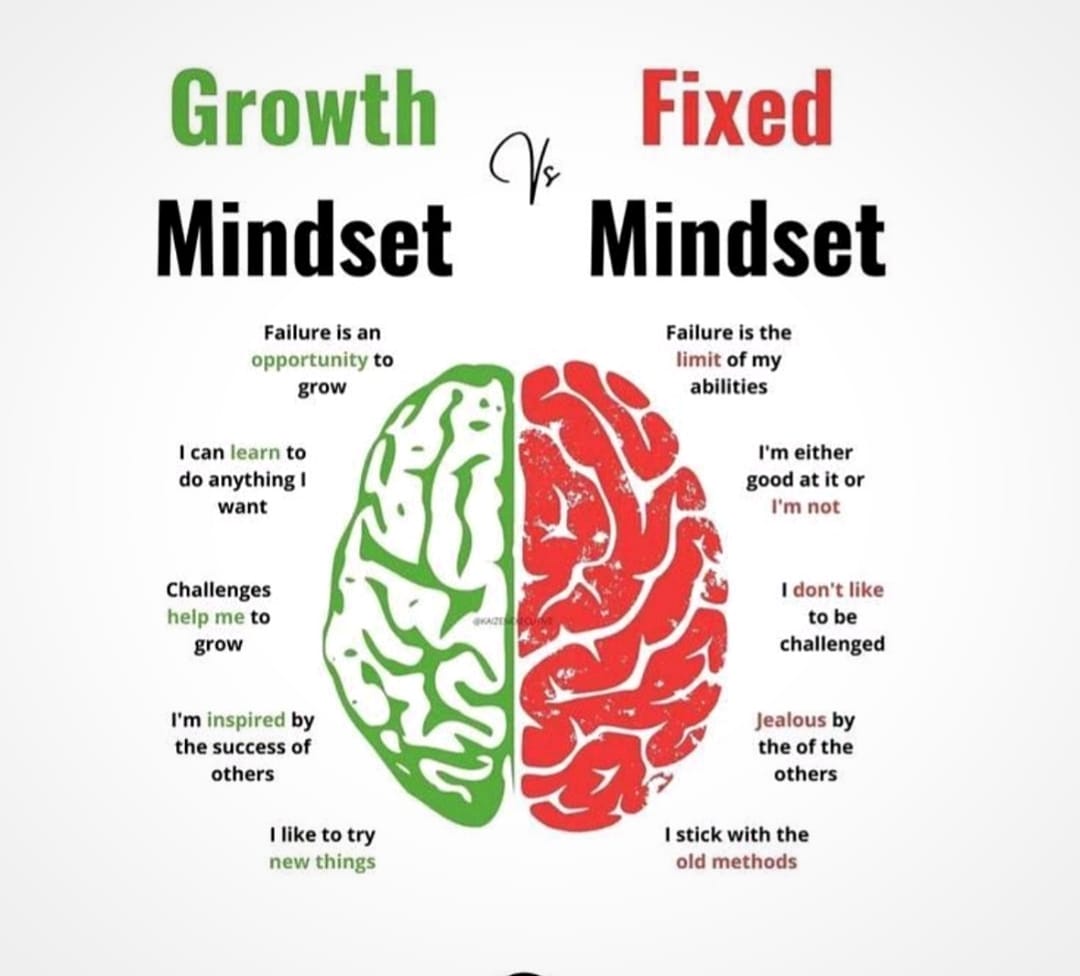 Growth
Mindset
Vs
Fixed
Mindset
Failure is an
opportunity to
grow
I can learn to
do anything I
want
Challenges
help me to
grow
I'm inspired by
the success of
others
I like to try
new things
Failure is the
limit of my
abilities
I'm either
good at it or
I'm not
I don't like
to be
challenged
Jealous by
the of the
others
I stick with the
old methods